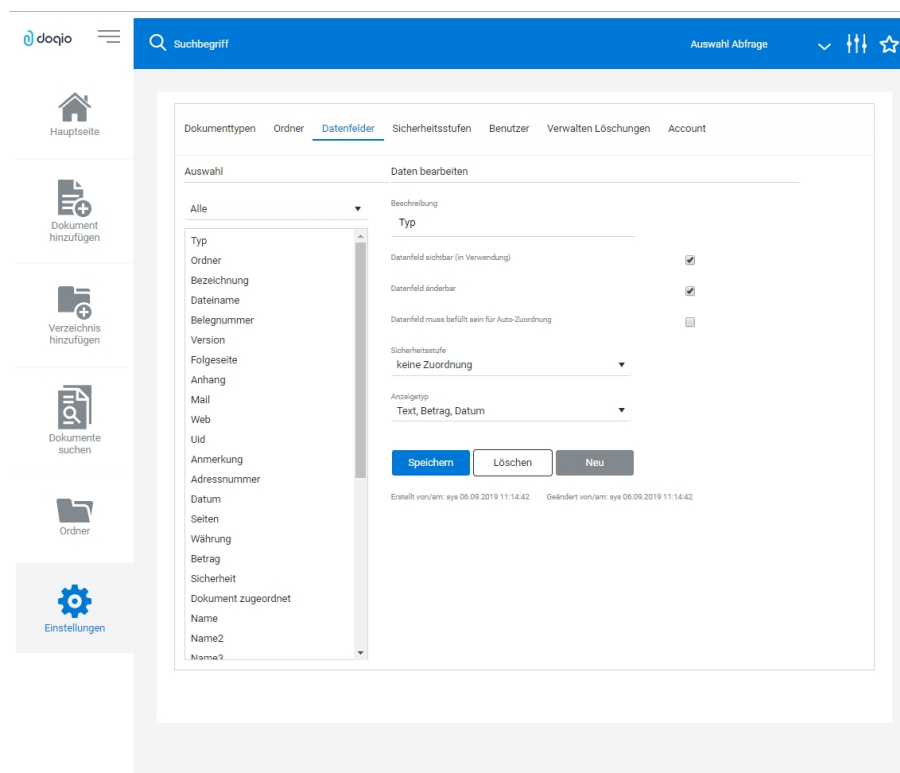 doqio
Suchbegriff
Auswahl Abfrage
Hauptseite
Dokument
hinzufügen
Verzeichnis
hinzufügen
Dokumente
suchen
Ordner
Einstellungen
Dokumenttypen Ordner Datenfelder Sicherheitsstufen Benutzer Verwalten Löschungen Account
Auswahl
Alle
Typ
Ordner
Bezeichnung
Dateiname
Belegnummer
Version
Folgeseite
Anhang
Mail
Web
Uid
Anmerkung
Adressnummer
Datum
Seiten
Währung
Betrag
Sicherheit
Dokument zugeordnet
Name
Name2
Name3
Daten bearbeiten
Beschreibung
Typ
Datenfeld sichtbar (in Verwendung)
Datenfeld änderbar
Datenfeld muss befüllt sein für Auto-Zuordnung
Sicherheitsstufe
keine Zuordnung
Anzeigetyp
Text, Betrag, Datum
Speichern Löschen Neu
Erstellt von/am: sys 06.09.2019 11:14:42 Geändert von/am: sys 06.09.2019 11:14:42